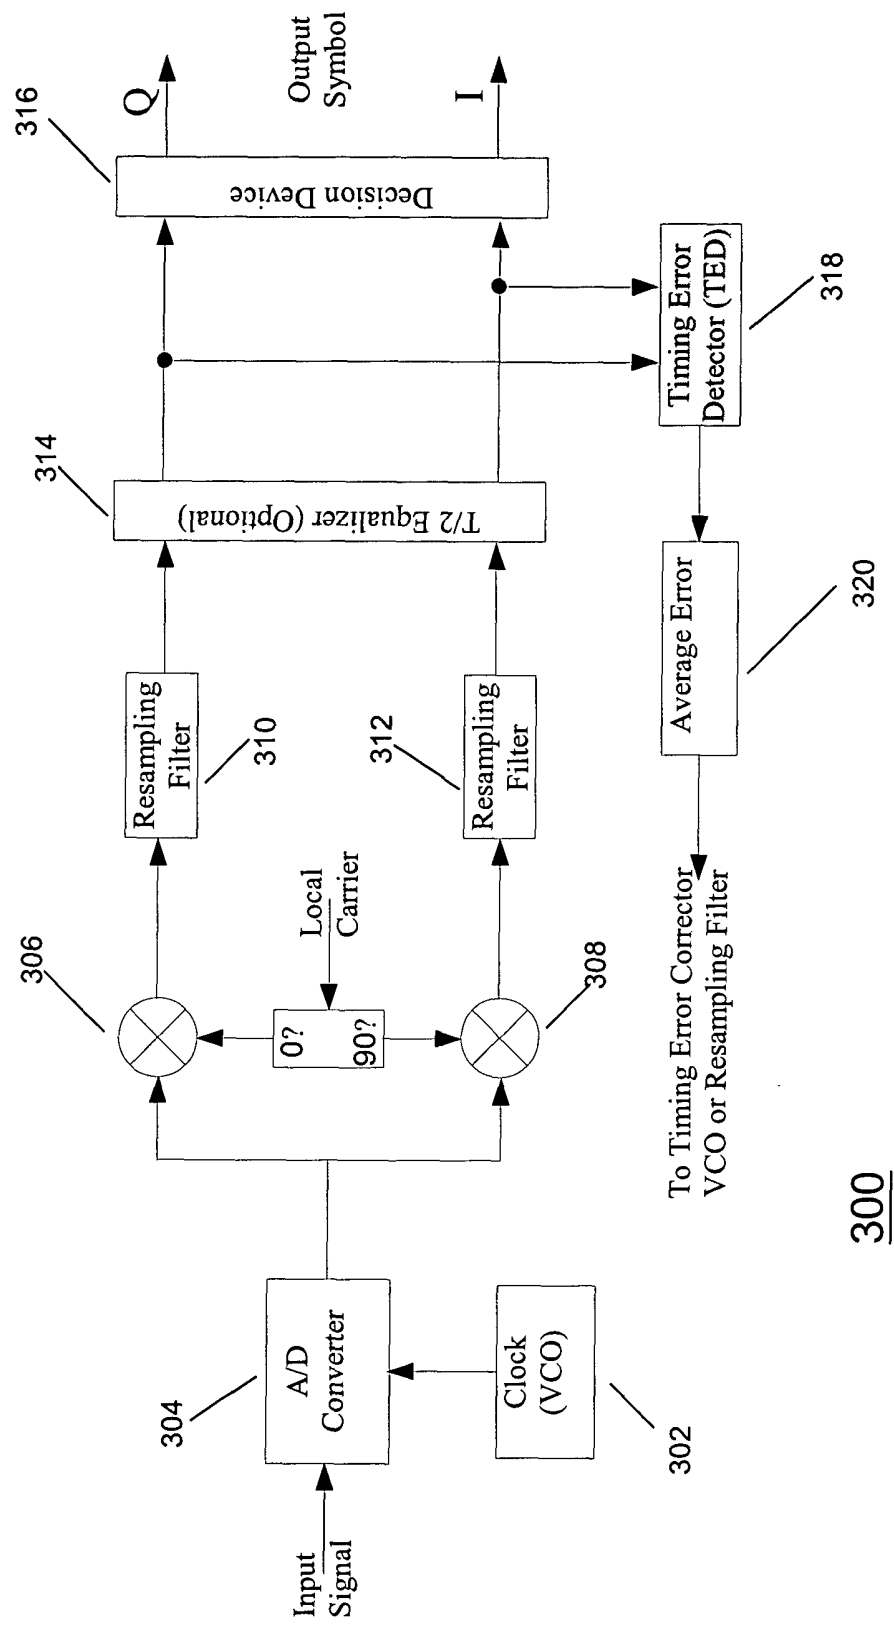 Input
Signal
304
A/D
Converter
Clock
(VCO)
302
306
0?
90?
Local
Carrier
308
Resampling
Filter
310
Resampling
Filter
312
314
T/2 Equalizer (Optional)
316
Decision Device
Q
Output
Symbol
I
Timing Error
Detector (TED)
318
Average Error
320
To Timing Error Corrector
VCO or Resampling Filter
300